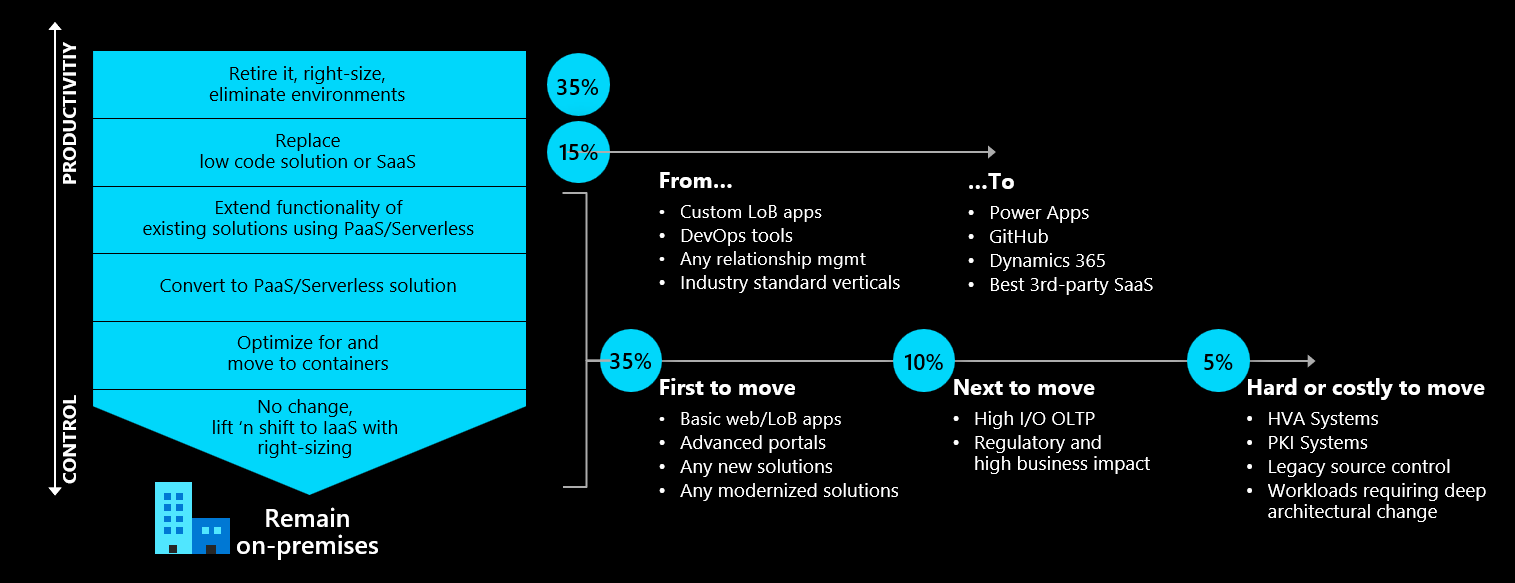 PRODUCTIVITIY
CONTROL
Retire it, right-size,
eliminate environments
35%
Replace
low code solution or SaaS
15%
Extend functionality of
existing solutions using PaaS/Serverless
Convert to PaaS/Serverless solution
Optimize for and
move to containers
No change,
lift ‘n shift to IaaS with
right-sizing
Remain
on-premises
From...
• Custom LoB apps
• DevOps tools
• Any relationship mgmt
• Industry standard verticals
...To
• Power Apps
• GitHub
• Dynamics 365
• Best 3rd-party SaaS
35%
First to move
• Basic web/LoB apps
• Advanced portals
• Any new solutions
• Any modernized solutions
10%
Next to move
• High I/O OLTP
• Regulatory and
high business impact
5%
Hard or costly to move
• HVA Systems
• PKI Systems
• Legacy source control
• Workloads requiring deep
architectural change